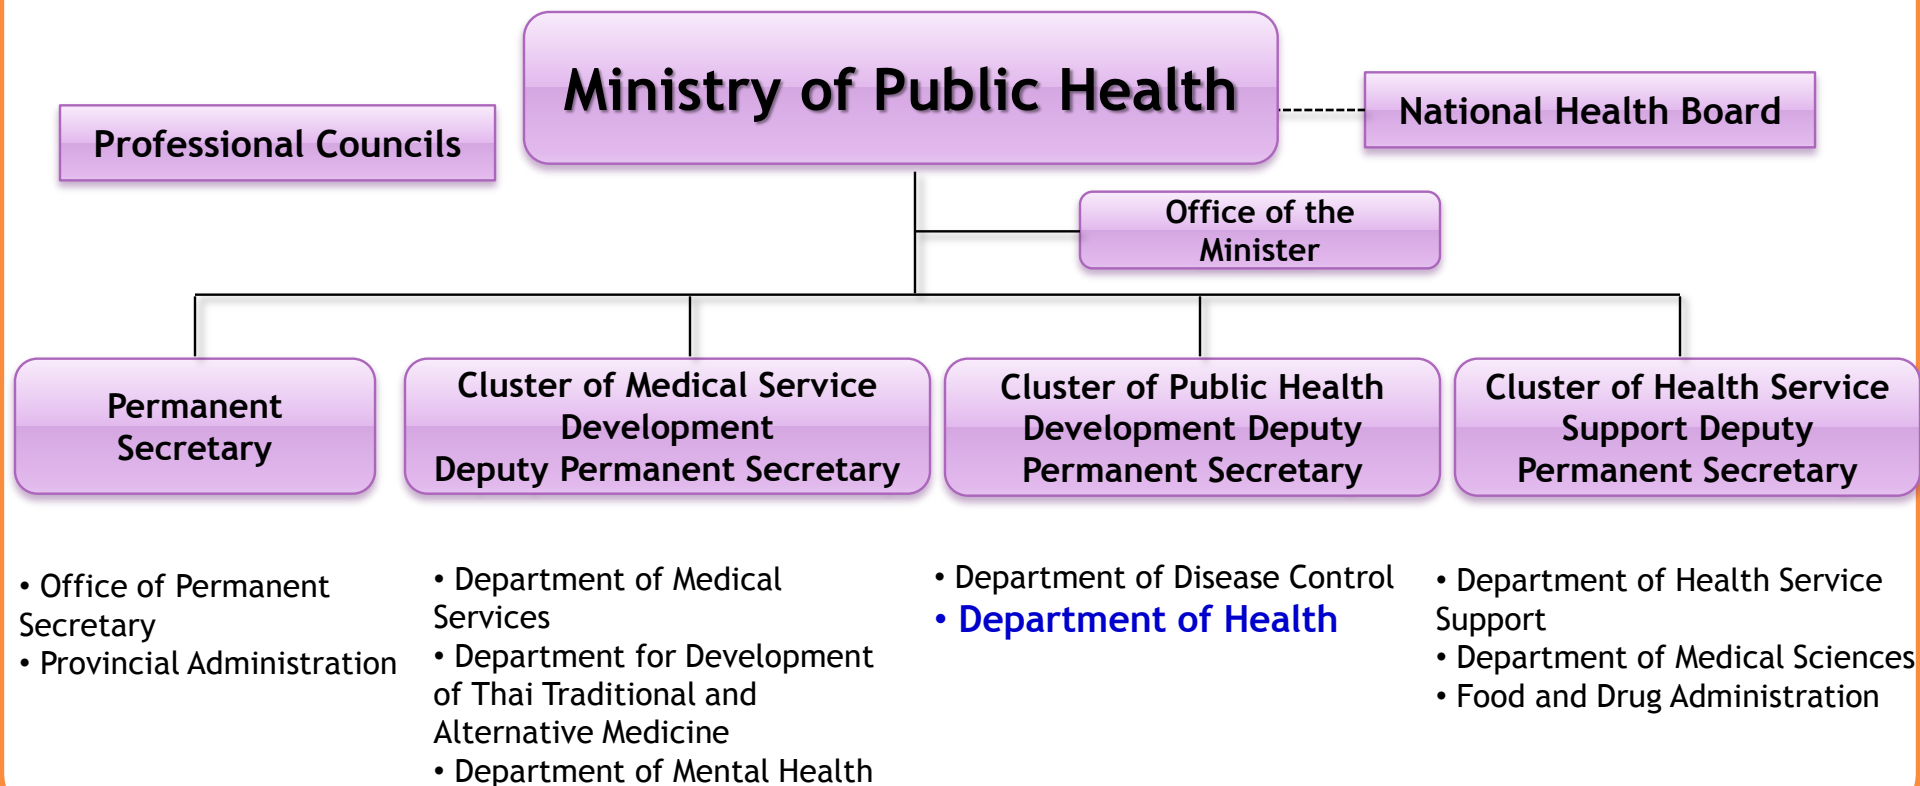 Ministry of Public Health
Professional Councils
National Health Board
Office of the
Minister
Permanent
Secretary
Cluster of Medical Service
Development
Deputy Permanent Secretary
Cluster of Public Health
Development Deputy
Permanent Secretary
Cluster of Health Service
Support Deputy
Permanent Secretary
• Office of Permanent
Secretary
• Provincial Administration
• Department of Medical
Services
• Department for Development
of Thai Traditional and
Alternative Medicine
• Department of Mental Health
• Department of Disease Control
• Department of Health
• Department of Health Service
Support
• Department of Medical Sciences
• Food and Drug Administration